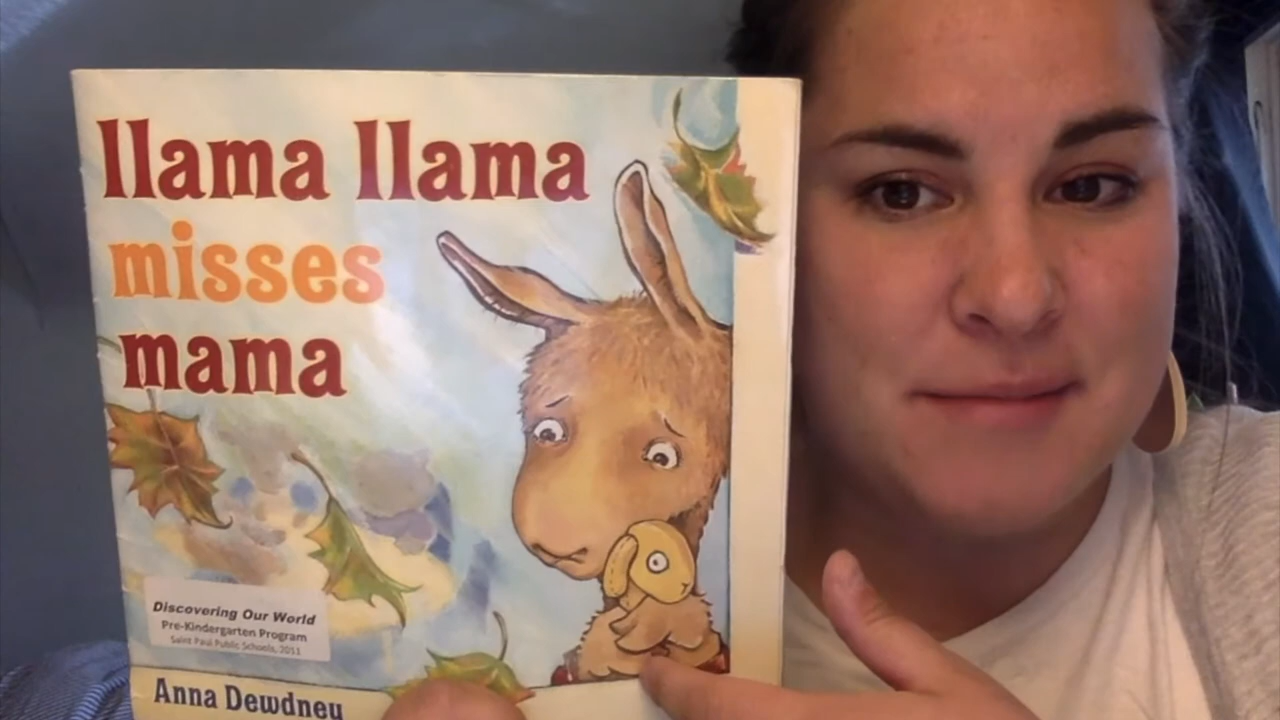 llama llama
misses
mama
Discovering Our World
Pre-Kindergarten Program
Saint Paul Public Schools, 2011
Anna Dewdney